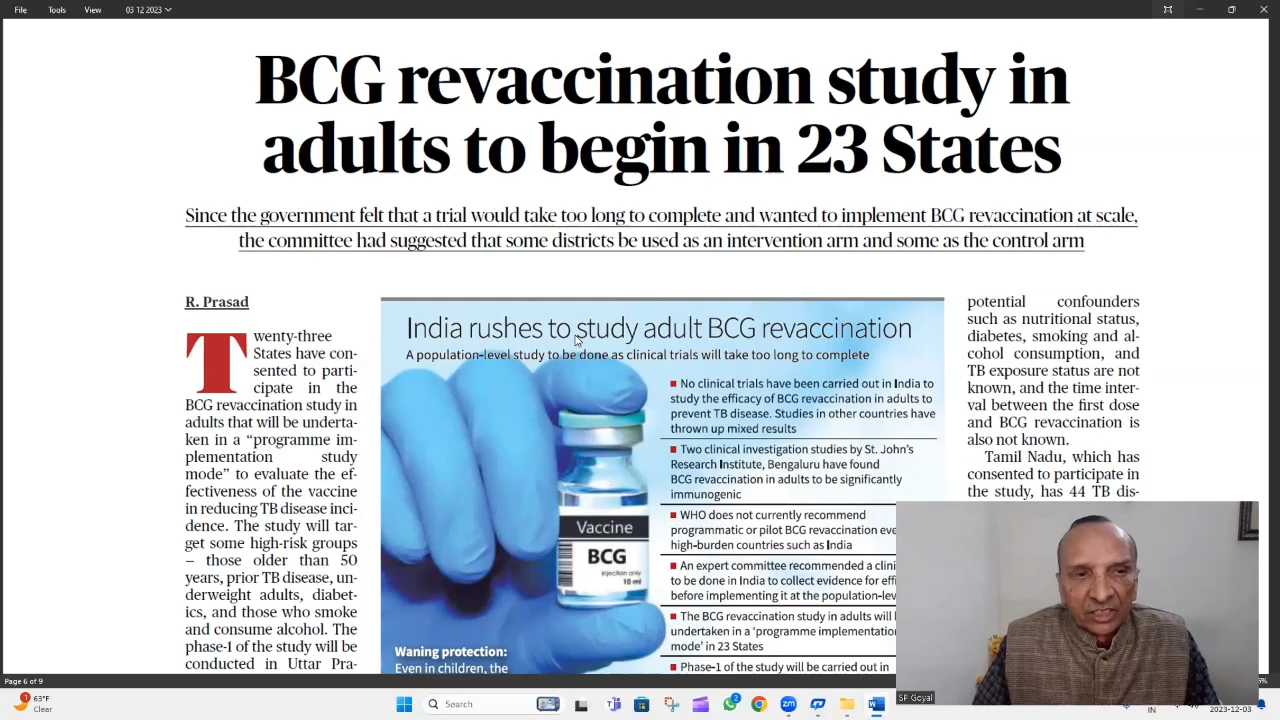 File Tools View 03 12 2023
BCG revaccination study in
adults to begin in 23 States
Since the government felt that a trial would take too long to complete and wanted to implement BCG revaccination at scale,
the committee had suggested that some districts be used as an intervention arm and some as the control arm
R. Prasad
Twenty-three
States have con-
sented to parti-
cipate in the
BCG revaccination study in
adults that will be underta-
ken in a “programme im-
plementation study
mode” to evaluate the ef-
fectiveness of the vaccine
in reducing TB disease inci-
dence. The study will tar-
get some high-risk groups
– those older than 50
years, prior TB disease, un-
derweight adults, diabet-
ics, and those who smoke
and consume alcohol. The
phase-1 of the study will be
conducted in Uttar Pra-
India rushes to study adult BCG revaccination
A population-level study to be done as clinical trials will take too long to complete
■ No clinical trials have been carried out in India to
study the efficacy of BCG revaccination in adults to
prevent TB disease. Studies in other countries have
thrown up mixed results
■ Two clinical investigation studies by St. John’s
Research Institute, Bengaluru have found
BCG revaccination in adults to be significantly
immunogenic
■ WHO does not currently recommend
programmatic or pilot BCG revaccination eve
high-burden countries such as India
■ An expert committee recommended a clini
to be done in India to collect evidence for effi
before implementing it at the population-lev
■ The BCG revaccination study in adults will
undertaken in a ‘programme implementation
mode’ in 23 States
■ Phase-1 of the study will be carried out in
Vaccine
BCG
injection only
10 ml
Waning protection:
Even in children, the
potential confounders
such as nutritional status,
diabetes, smoking and al-
cohol consumption, and
TB exposure status are not
known, and the time inter-
val between the first dose
and BCG revaccination is
also not known.
Tamil Nadu, which has
consented to participate in
the study, has 44 TB dis-
SP Goyal
Page 6 of 9
1
63°F
Clear
Search
2
zm
IN
2023-12-03